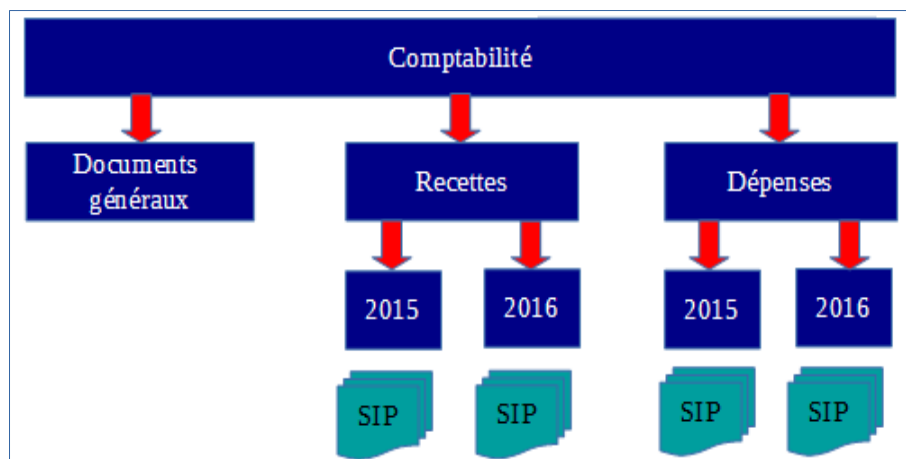 Comptabilité
Documents
généraux
Recettes
Dépenses
2015
2016
2015
2016
SIP
SIP
SIP
SIP